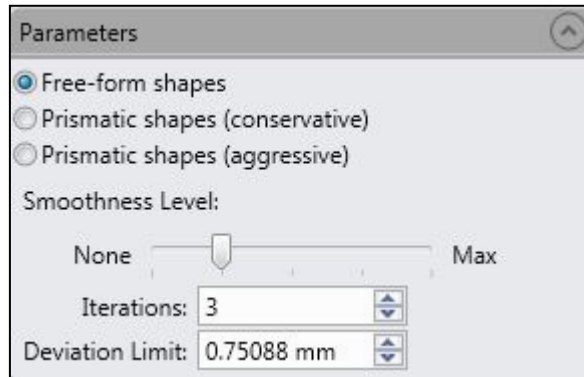 Parameters
Free-form shapes
Prismatic shapes (conservative)
Prismatic shapes (aggressive)
Smoothness Level:
None Max
Iterations: 3
Deviation Limit: 0.75088 mm